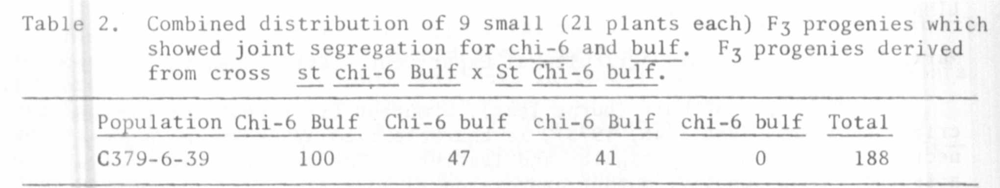 Table 2. Combined distribution of 9 small (21 plants each) F3 progenies which
showed joint segregation for chi-6 and bulf. F3 progenies derived
from cross st chi-6 Bulf x St Chi-6 bulf.
Population Chi-6 Bulf Chi-6 bulf chi-6 Bulf chi-6 bulf Total
C379-6-39 100 47 41 0 188